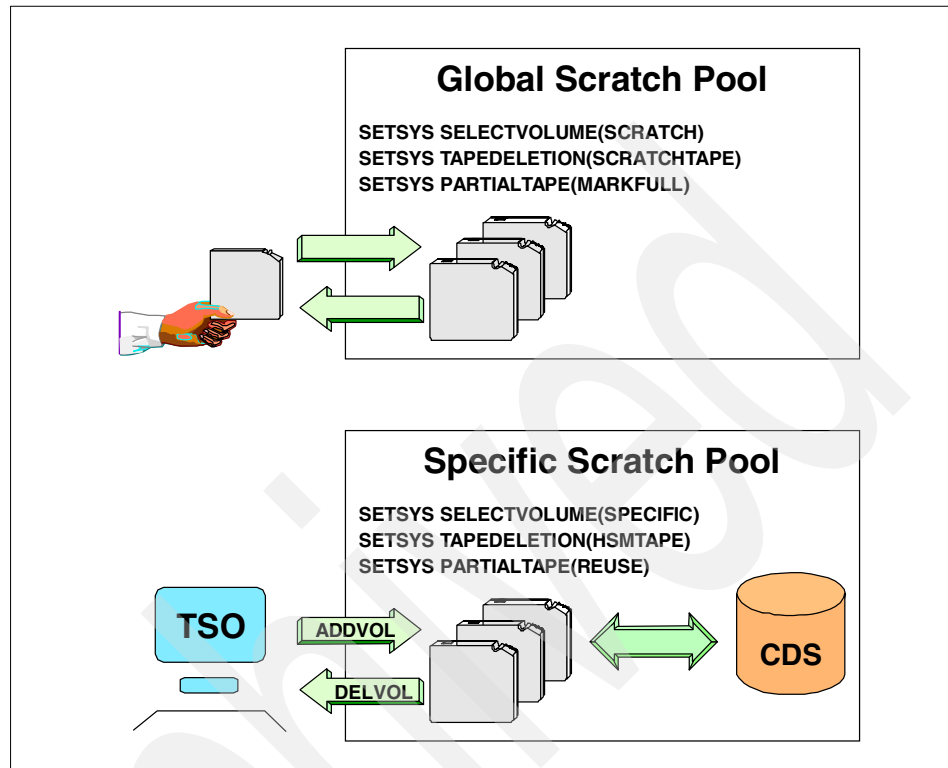 Global Scratch Pool
SETSYS SELECTVOLUME(SCRATCH)
SETSYS TAPEDELETION(SCRATCHTAPE)
SETSYS PARTIALTAPE(MARKFULL)
Specific Scratch Pool
SETSYS SELECTVOLUME(SPECIFIC)
SETSYS TAPEDELETION(HSMTAPE)
SETSYS PARTIALTAPE(REUSE)
TSO
ADDVOL
CDS
DELVOL